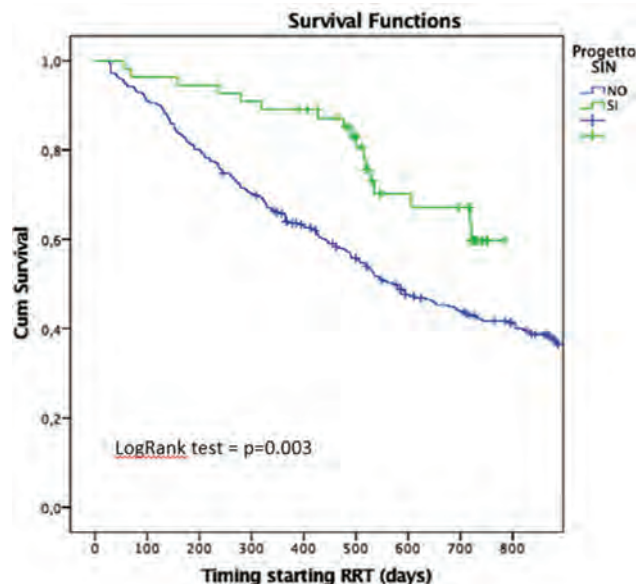 Survival Functions
Progetto
SIN
NO
SI
1,0
0,8
0,6
0,4
0,2
0,0
Cum Survival
LogRank test = p=0.003
0 100 200 300 400 500 600 700 800
Timing starting RRT (days)